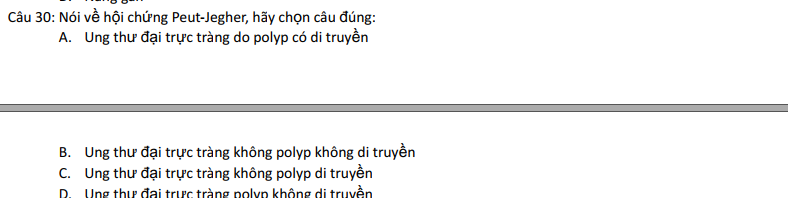 Câu 30: Nói về hội chứng Peut-Jegher, hãy chọn câu đúng:
A. Ung thư đại trực tràng do polyp có di truyền
B. Ung thư đại trực tràng không polyp không di truyền
C. Ung thư đại trực tràng không polyp di truyền
D. Ung thư đại trực tràng polyp không di truyền